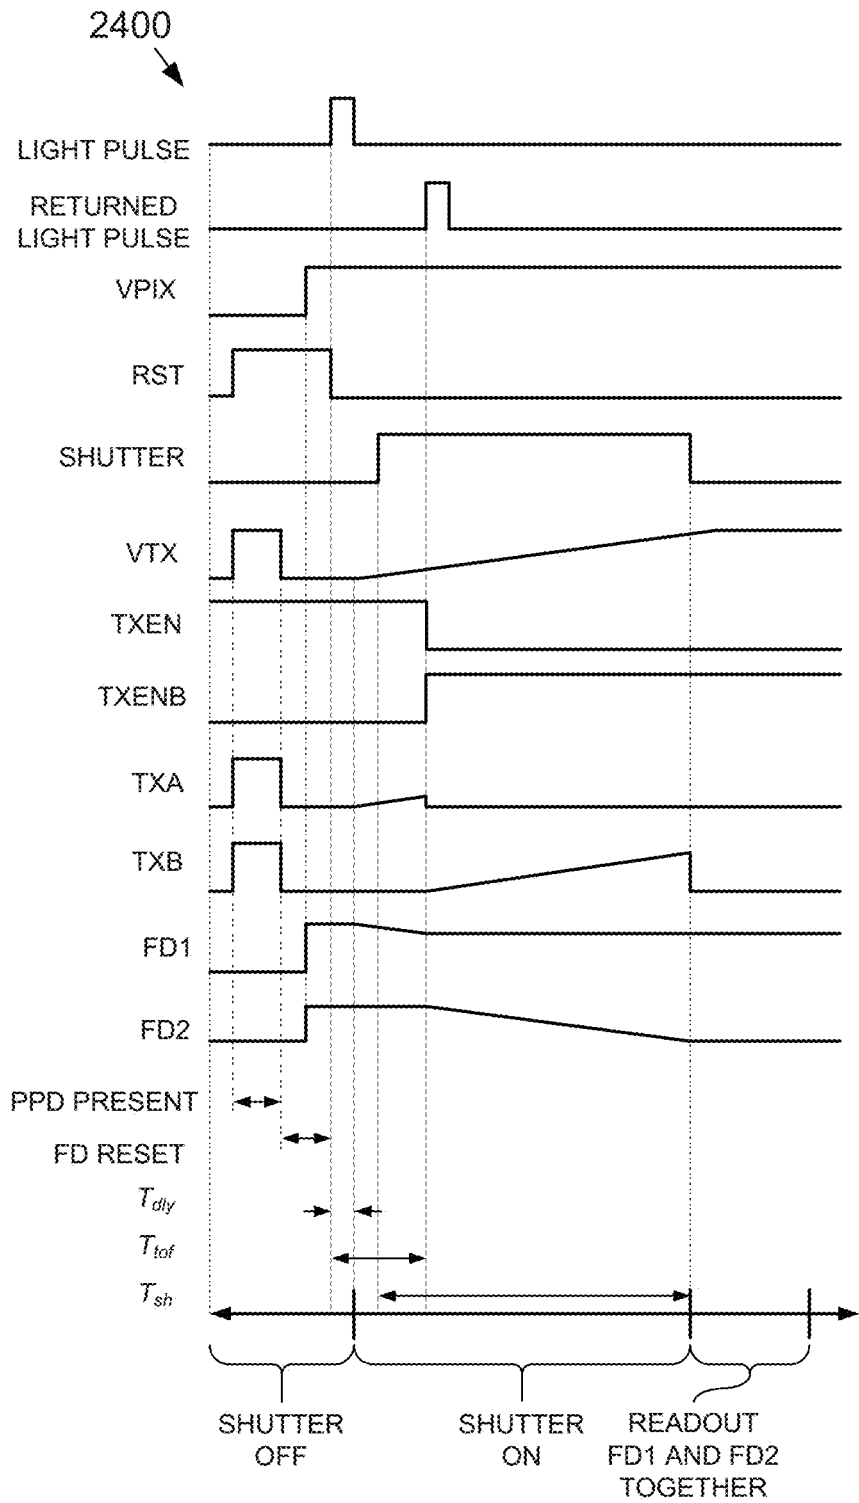 2400
LIGHT PULSE
RETURNED
LIGHT PULSE
VPIX
RST
SHUTTER
VTX
TXEN
TXENB
TXA
TXB
FD1
FD2
PPD PRESENT
FD RESET
Tdly
Ttof
Tsh
SHUTTER
OFF
SHUTTER
ON
READOUT
FD1 AND FD2
TOGETHER